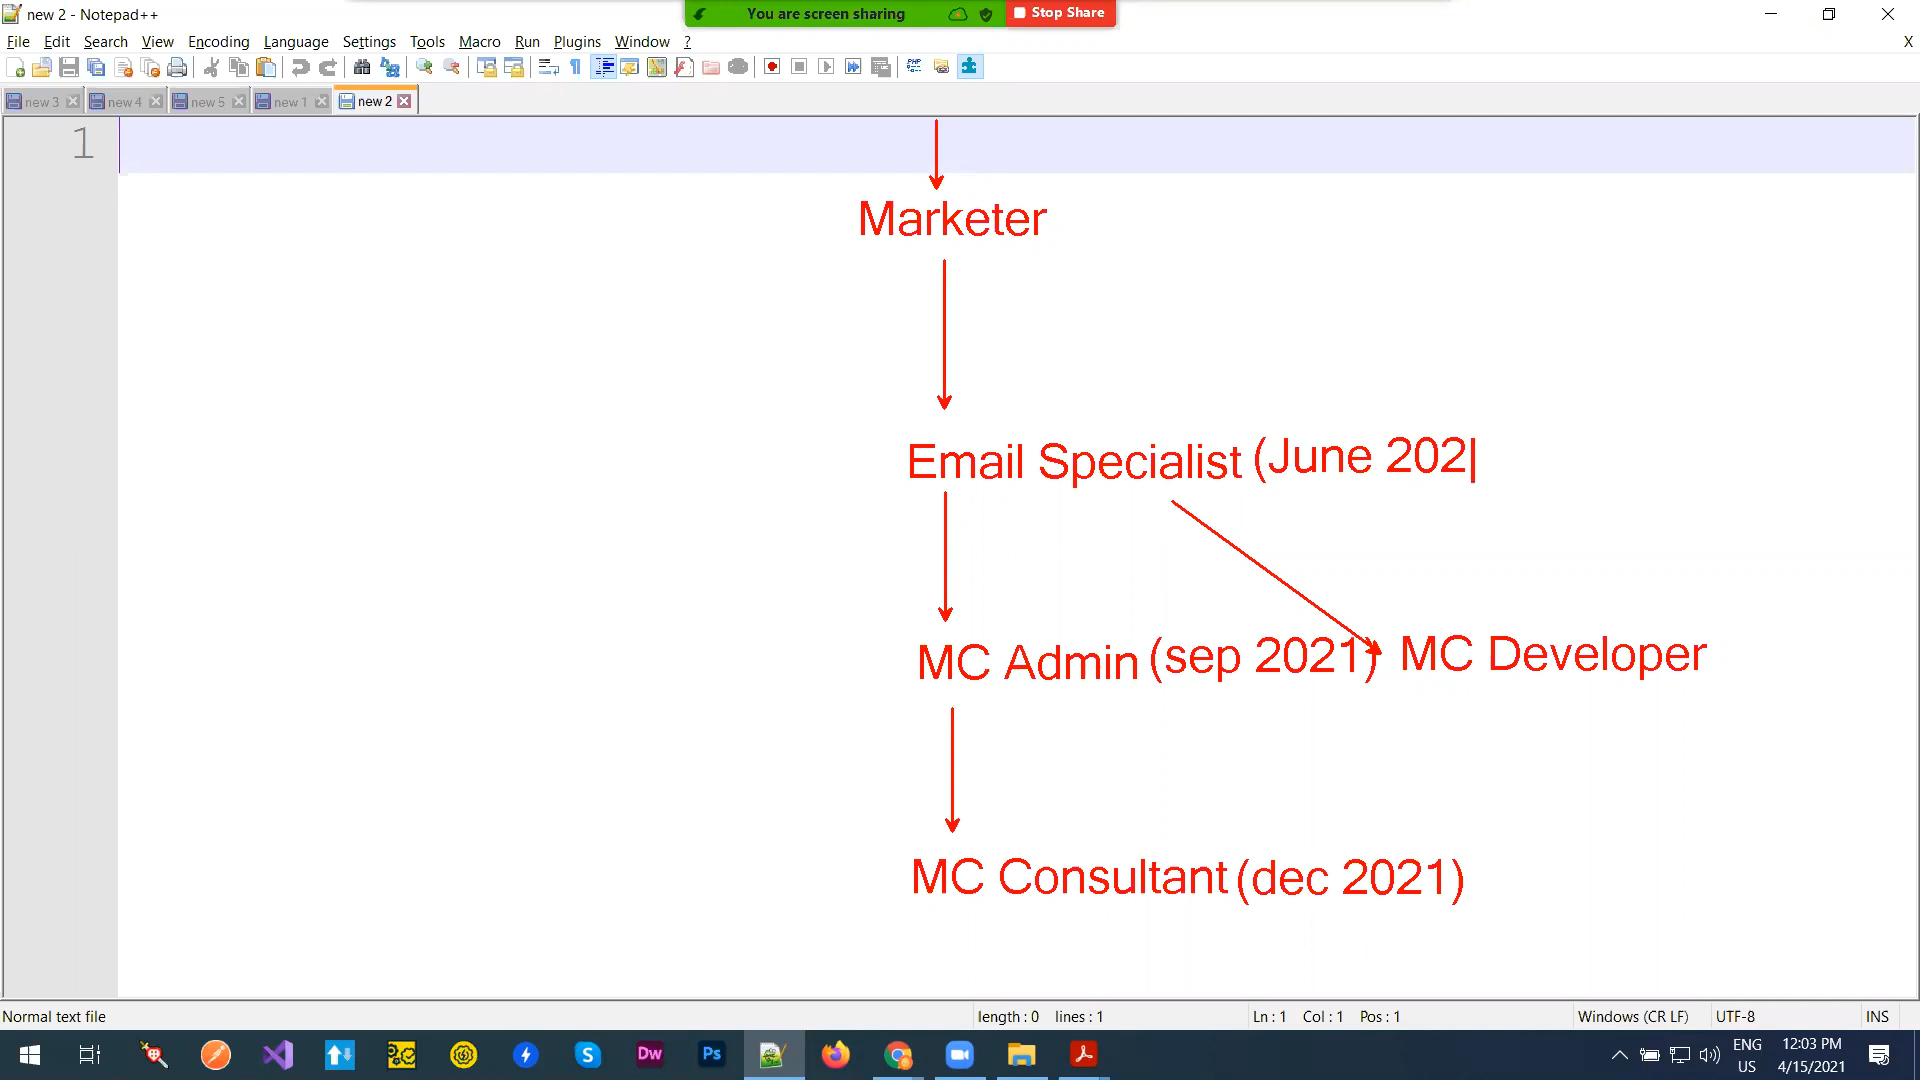 new 2 - Notepad++
You are screen sharing
Stop Share
File Edit Search View Encoding Language Settings Tools Macro Run Plugins Window ?
X
new 3 new 4 new 5 new 1 new 2
1
Marketer
Email Specialist (June 202
MC Admin (sep 2021) MC Developer
MC Consultant (dec 2021)
Normal text file length : 0 lines : 1 Ln : 1 Col : 1 Pos : 1 Windows (CR LF) UTF-8 INS
S Dw Ps
ENG 12:03 PM
US 4/15/2021